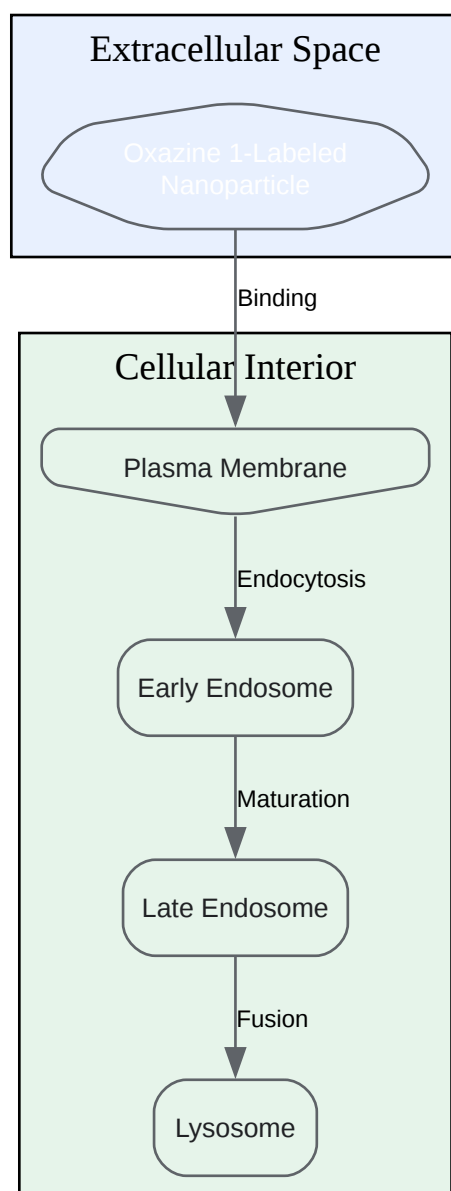 Extracellular Space
Oxazine 1-Labeled
Nanoparticle
Binding
Cellular Interior
Plasma Membrane
Endocytosis
Early Endosome
Maturation
Late Endosome
Fusion
Lysosome